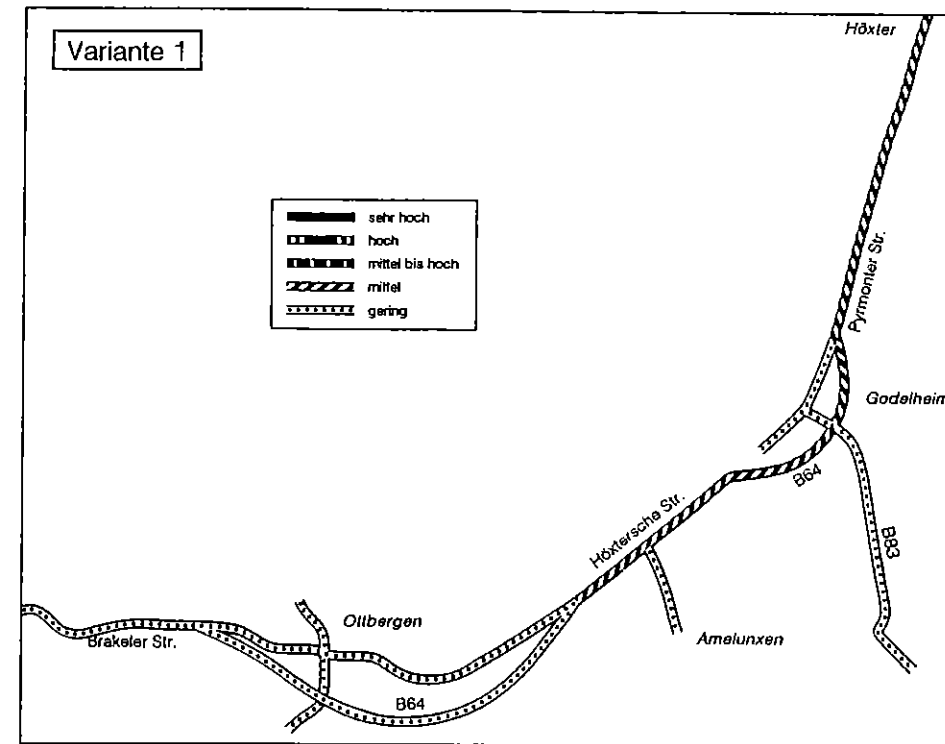 Höxter
Variante 1
sehr hoch
hoch
mittel bis hoch
mittel
gering
Pyrmonter Str.
Godelheim
B64
Höxtersche Str.
B83
Ottbergen
Brakeler Str.
Amelunxen
B64